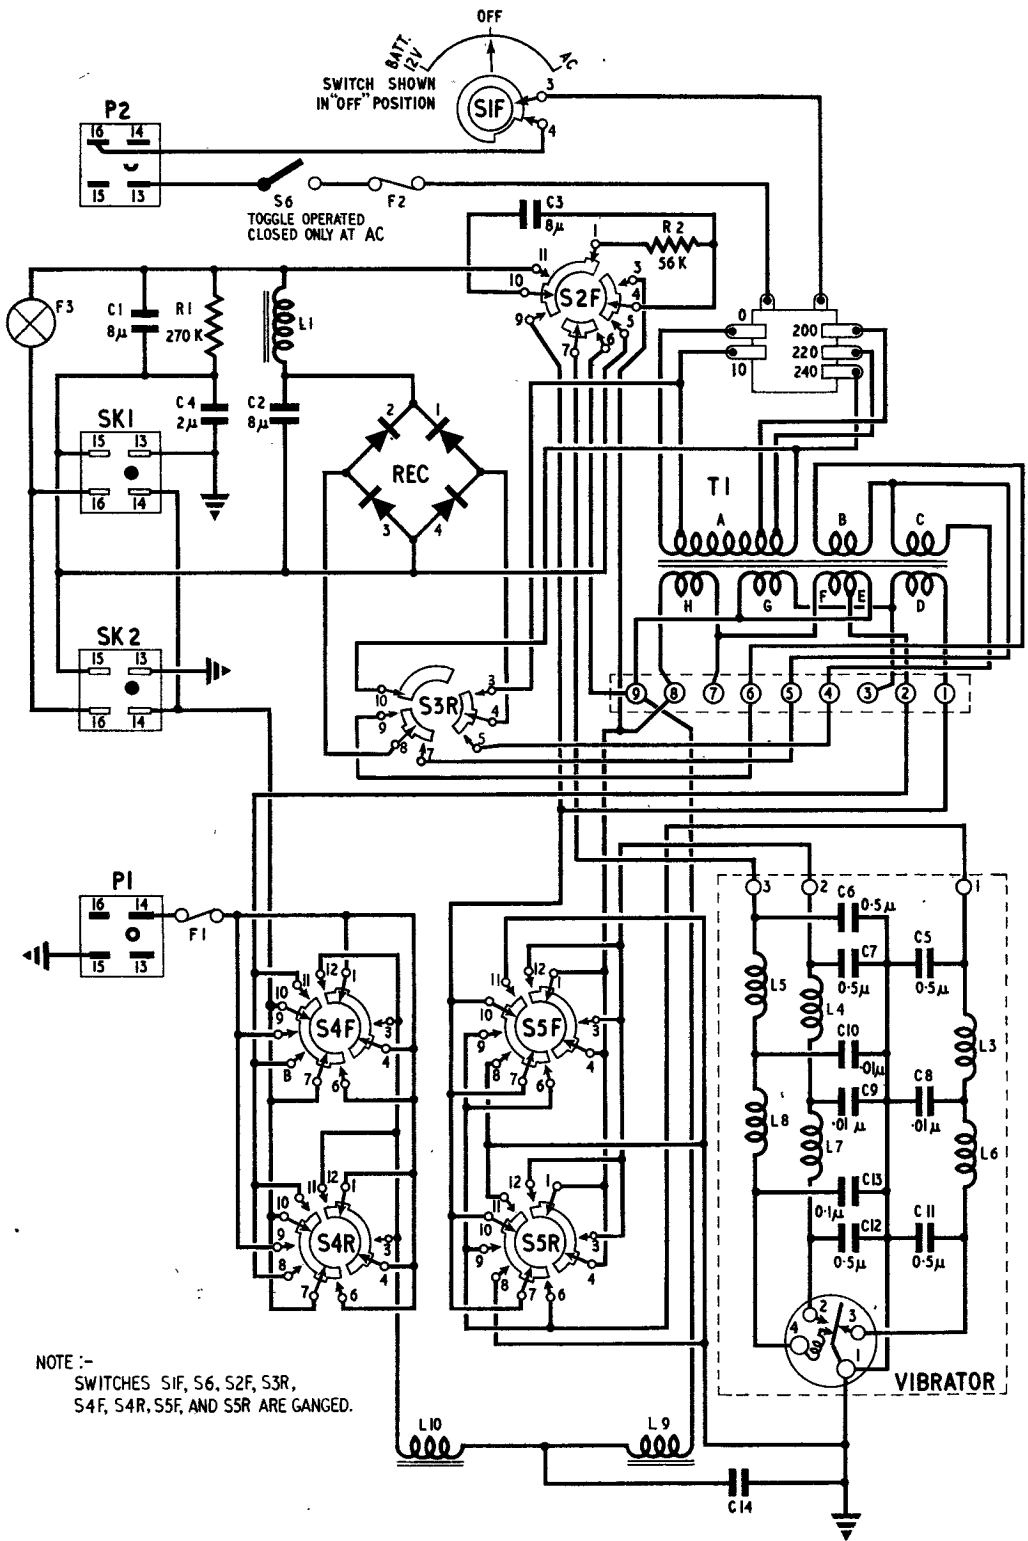 OFF
BATT.
12V
AC
SWITCH SHOWN
IN "OFF" POSITION
S1F
3
4
P2
16 14
15 13
S6
TOGGLE OPERATED
CLOSED ONLY AT AC
F2
C3
8μ
R2
56 K
1
11
10
9
S2F
3
4
5
6
7
F3
C1
8μ
R1
270 K
L1
0
10
200
220
240
C4
2μ
C2
8μ
SK1
15 13
16 14
2 1
REC
3 4
T1
A B C
H G F E D
SK2
15 13
16 14
10
9
8
7
S3R
3
4
5
9 8 7 6 5 4 3 2 1
P1
16 14
15 13
F1
11 12 1
10
9
8
7 6
S4F
3
4
11 12 1
10
9
8
7 6
S5F
3
4
11 12 1
10
9
8
7 6
S4R
3
4
11 12 1
10
9
8
7 6
S5R
3
4
3 2 1
C6
0·5μ
C7
0·5μ
C5
0·5μ
L5
L4
L3
C10
·01μ
C9
·01μ
C8
·01μ
L8
L7
L6
C13
0·1μ
C12
0·5μ
C11
0·5μ
2
4
3
1
VIBRATOR
NOTE :-
SWITCHES S1F, S6, S2F, S3R,
S4F, S4R, S5F, AND S5R ARE GANGED.
L10
L9
C14